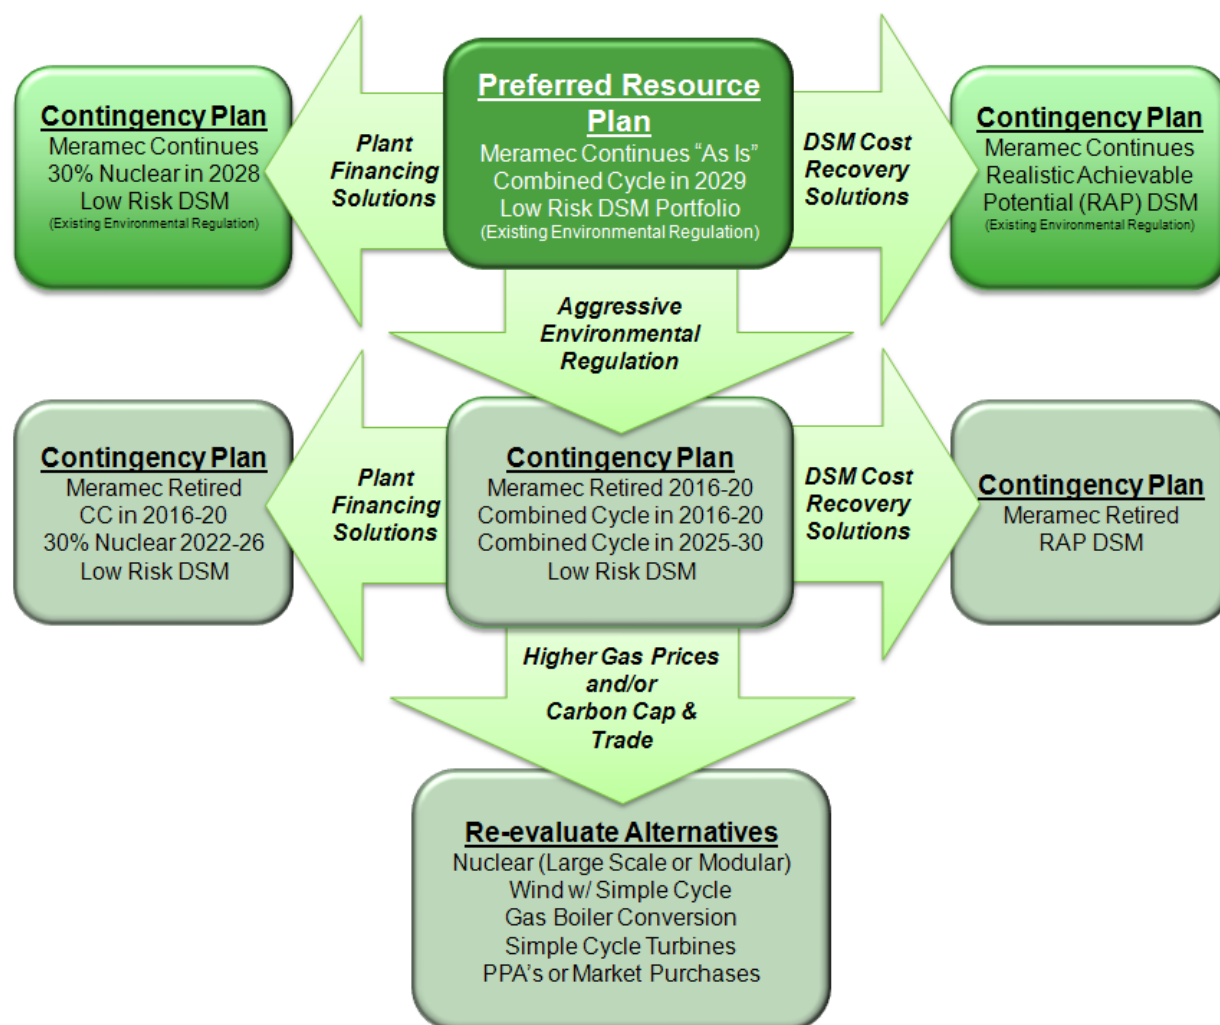 Contingency Plan
Meramec Continues
30% Nuclear in 2028
Low Risk DSM
(Existing Environmental Regulation)
Plant
Financing
Solutions
Preferred Resource
Plan
Meramec Continues “As Is”
Combined Cycle in 2029
Low Risk DSM Portfolio
(Existing Environmental Regulation)
DSM Cost
Recovery
Solutions
Contingency Plan
Meramec Continues
Realistic Achievable
Potential (RAP) DSM
(Existing Environmental Regulation)
Aggressive
Environmental
Regulation
Contingency Plan
Meramec Retired
CC in 2016-20
30% Nuclear 2022-26
Low Risk DSM
Plant
Financing
Solutions
Contingency Plan
Meramec Retired 2016-20
Combined Cycle in 2016-20
Combined Cycle in 2025-30
Low Risk DSM
DSM Cost
Recovery
Solutions
Contingency Plan
Meramec Retired
RAP DSM
Higher Gas Prices
and/or
Carbon Cap &
Trade
Re-evaluate Alternatives
Nuclear (Large Scale or Modular)
Wind w/ Simple Cycle
Gas Boiler Conversion
Simple Cycle Turbines
PPA's or Market Purchases